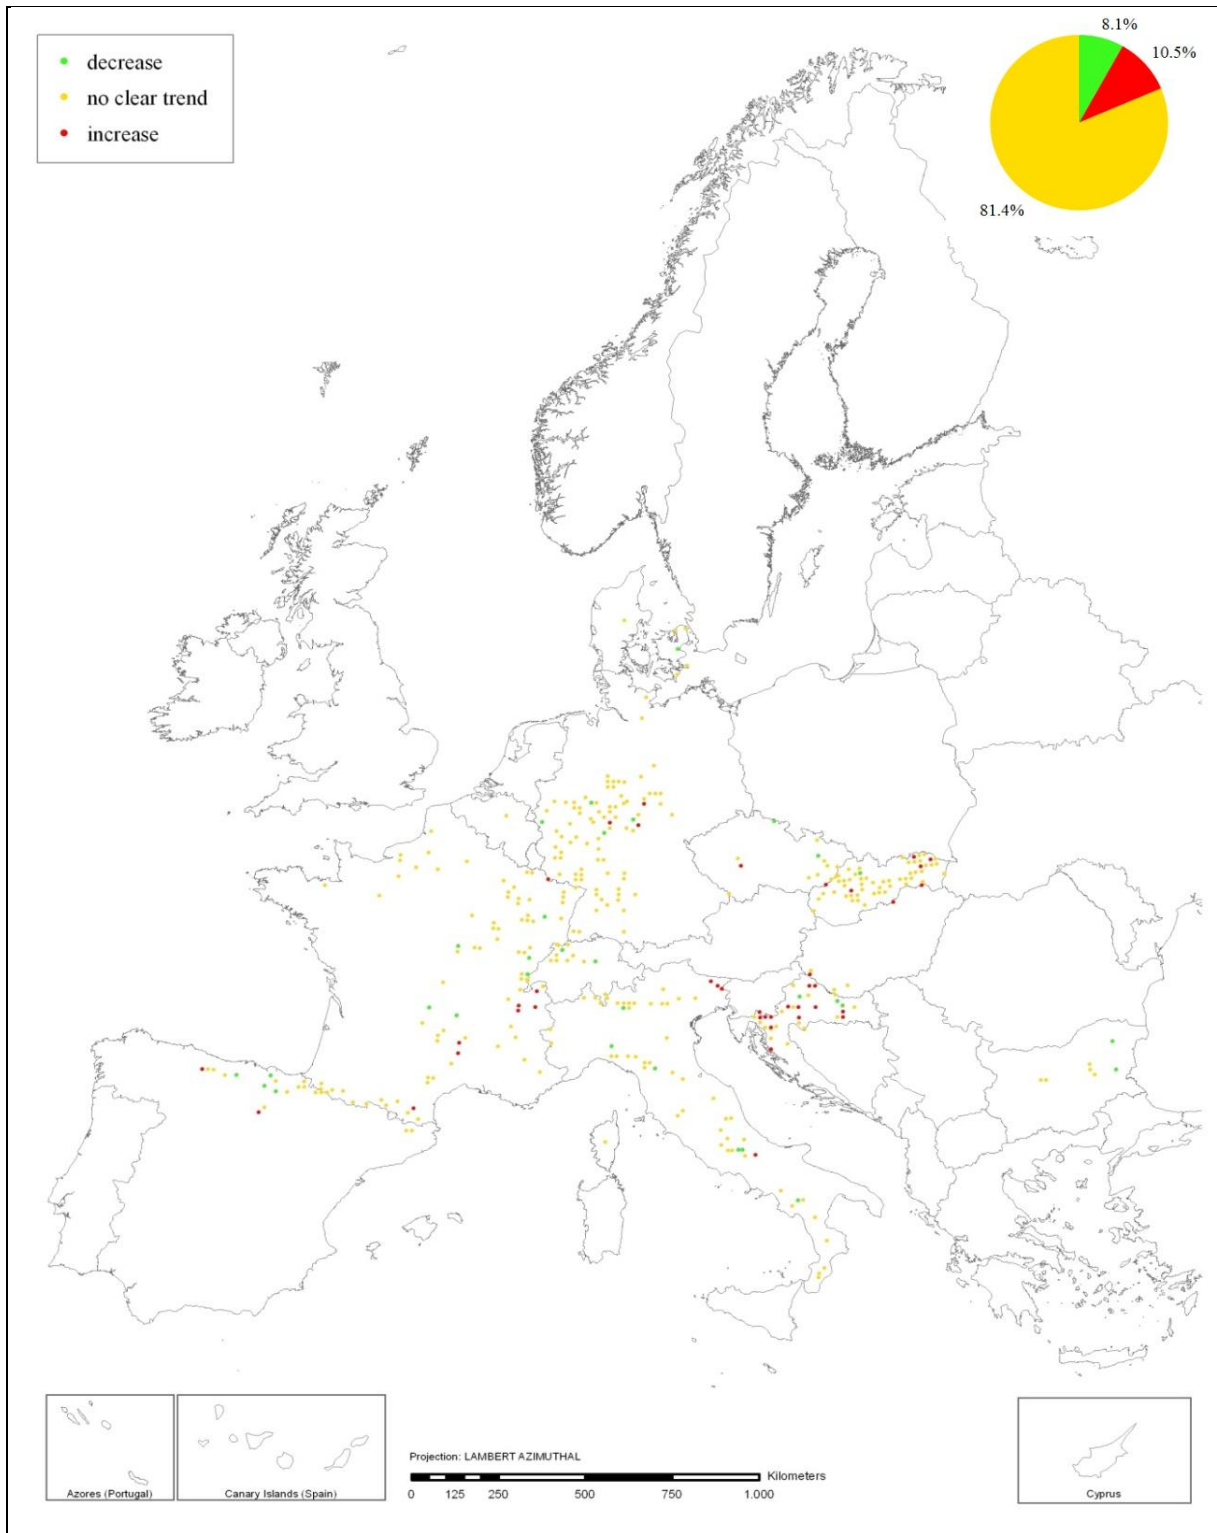 decrease
no clear trend
increase
8.1%
10.5%
81.4%
Projection: LAMBERT AZIMUTHAL
Kilometers
0 125 250 500 750 1.000
Azores (Portugal)
Canary Islands (Spain)
Cyprus